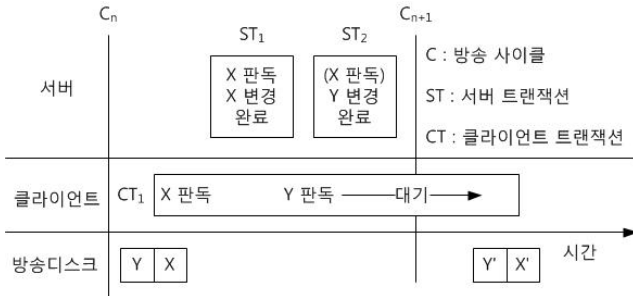 Cₙ
Cₙ₊₁
ST₁
ST₂
서버
X 판독
X 변경
완료
(X 판독)
Y 변경
완료
C : 방송 사이클
ST : 서버 트랜잭션
CT : 클라이언트 트랜잭션
클라이언트
CT₁
X 판독
Y 판독
대기
시간
방송디스크
Y
X
Y'
X'